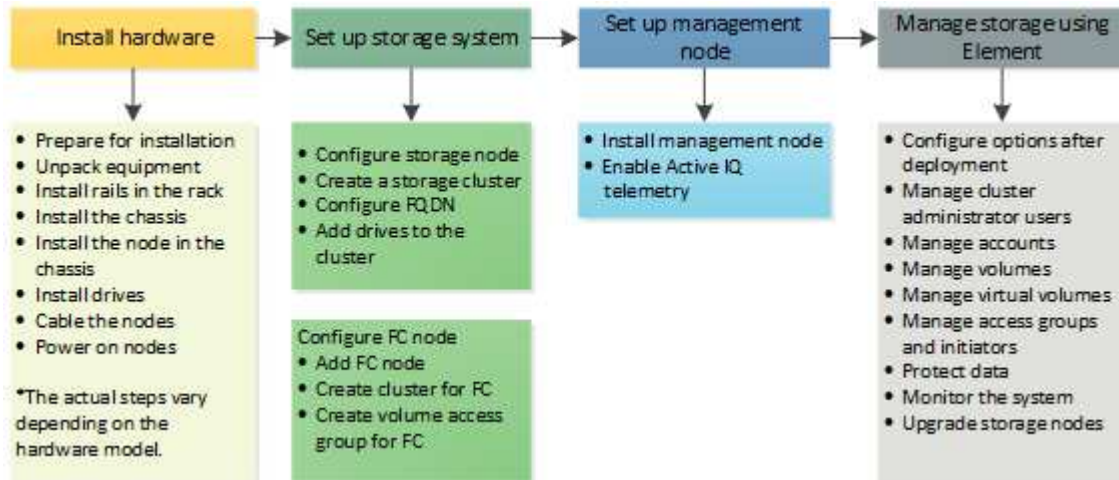 Install hardware
Set up storage system
Set up management
node
Manage storage using
Element
• Prepare for installation
• Unpack equipment
• Install rails in the rack
• Install the chassis
• Install the node in the
chassis
• Install drives
• Cable the nodes
• Power on nodes
*The actual steps vary
depending on the
hardware model.
• Configure storage node
• Create a storage cluster
• Configure FQDN
• Add drives to the
cluster
Configure FC node
• Add FC node
• Create cluster for FC
• Create volume access
group for FC
• Install management node
• Enable Active IQ
telemetry
• Configure options after
deployment
• Manage cluster
administrator users
• Manage accounts
• Manage volumes
• Manage virtual volumes
• Manage access groups
and initiators
• Protect data
• Monitor the system
• Upgrade storage nodes